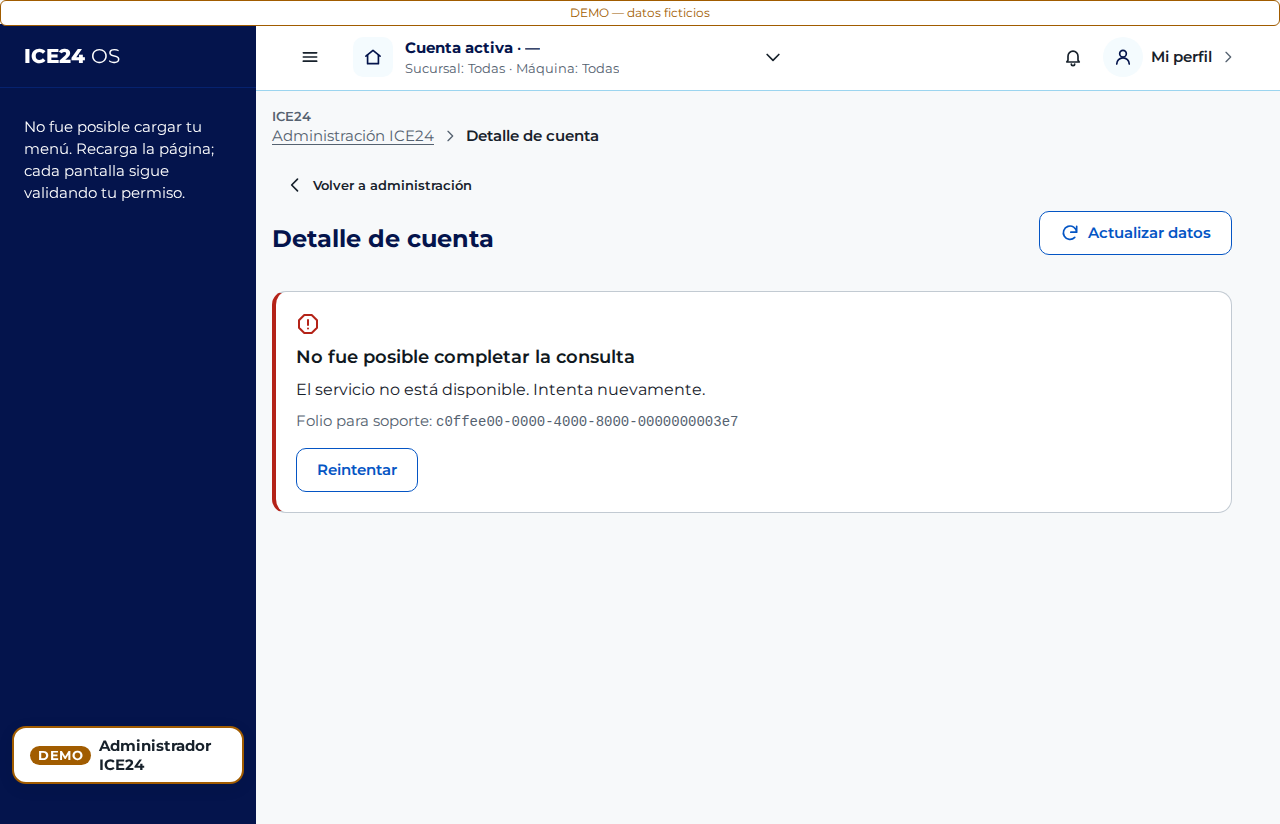 DEMO — datos ficticios
ICE24 OS
Cuenta activa · —
Sucursal: Todas · Máquina: Todas
Mi perfil
No fue posible cargar tu
menú. Recarga la página;
cada pantalla sigue
validando tu permiso.
ICE24
Administración ICE24
Detalle de cuenta
Volver a administración
Detalle de cuenta
Actualizar datos
No fue posible completar la consulta
El servicio no está disponible. Intenta nuevamente.
Folio para soporte: c0ffee00-0000-4000-8000-0000000003e7
Reintentar
DEMO
Administrador
ICE24